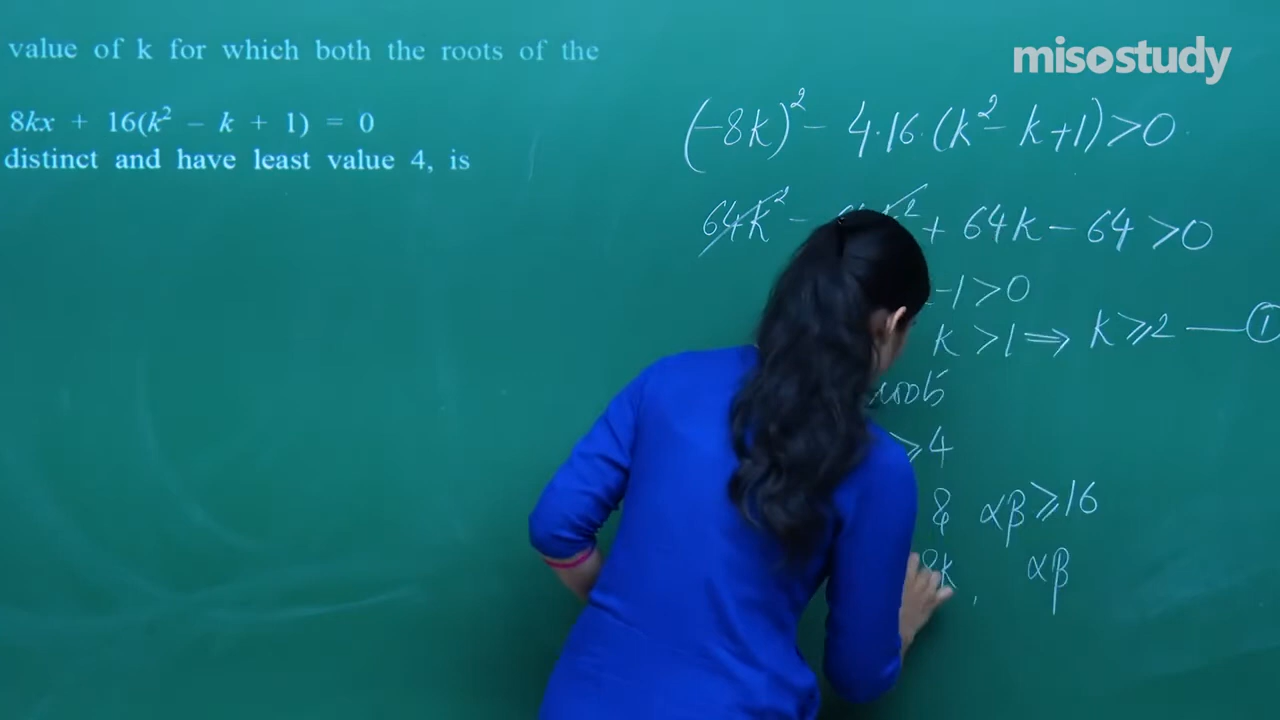 value of k for which both the roots of the
8kx + 16(k² – k + 1) = 0
distinct and have least value 4, is
misostudy
(-8k)² - 4·16·(k² - k+1) > 0
64k² - + 64k - 64 > 0
-1 > 0
k > 1 ⇒ k ≥ 2 — ①
roots
≥ 4
& αβ ≥ 16
8k αβ